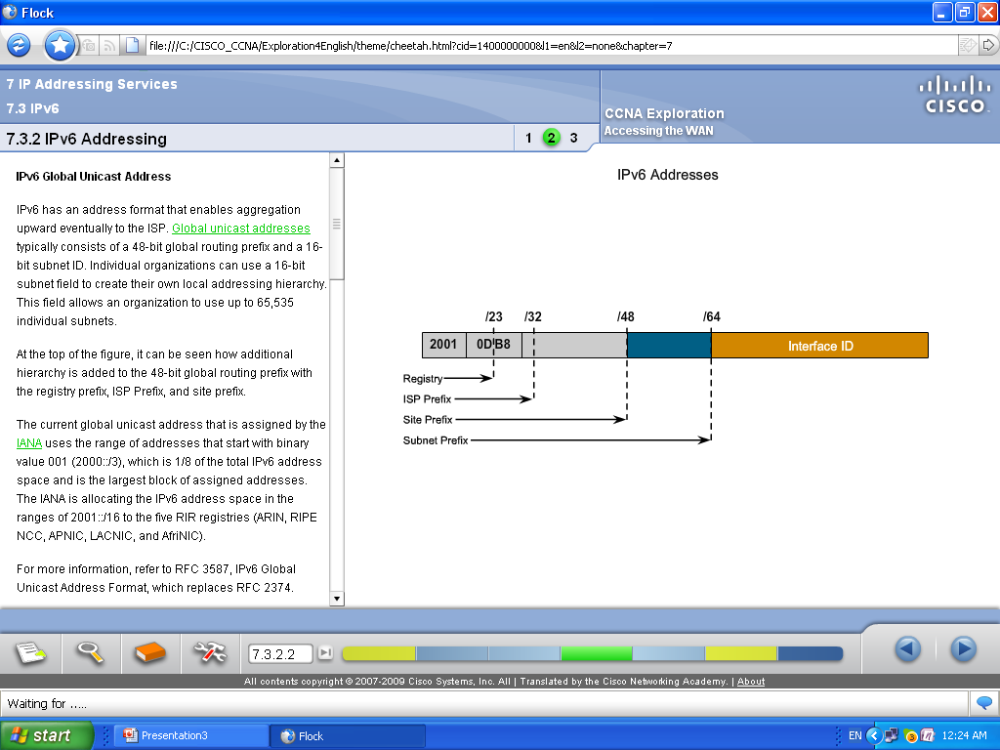 Flock
file:///C:/CISCO_CCNA/Exploration4English/theme/cheetah.html?cid=1400000000&l1=en&l2=none&chapter=7
7 IP Addressing Services
7.3 IPv6
CCNA Exploration
Accessing the WAN
CISCO
7.3.2 IPv6 Addressing
1 2 3
IPv6 Global Unicast Address
IPv6 has an address format that enables aggregation
upward eventually to the ISP. Global unicast addresses
typically consists of a 48-bit global routing prefix and a 16-
bit subnet ID. Individual organizations can use a 16-bit
subnet field to create their own local addressing hierarchy.
This field allows an organization to use up to 65,535
individual subnets.
At the top of the figure, it can be seen how additional
hierarchy is added to the 48-bit global routing prefix with
the registry prefix, ISP Prefix, and site prefix.
The current global unicast address that is assigned by the
IANA uses the range of addresses that start with binary
value 001 (2000::/3), which is 1/8 of the total IPv6 address
space and is the largest block of assigned addresses.
The IANA is allocating the IPv6 address space in the
ranges of 2001::/16 to the five RIR registries (ARIN, RIPE
NCC, APNIC, LACNIC, and AfriNIC).
For more information, refer to RFC 3587, IPv6 Global
Unicast Address Format, which replaces RFC 2374.
IPv6 Addresses
/23 /32 /48 /64
2001 0DB8 Interface ID
Registry
ISP Prefix
Site Prefix
Subnet Prefix
7.3.2.2
All contents copyright © 2007-2009 Cisco Systems, Inc. All | Translated by the Cisco Networking Academy. | About
Waiting for .....
start
Presentation3
Flock
EN
12:24 AM